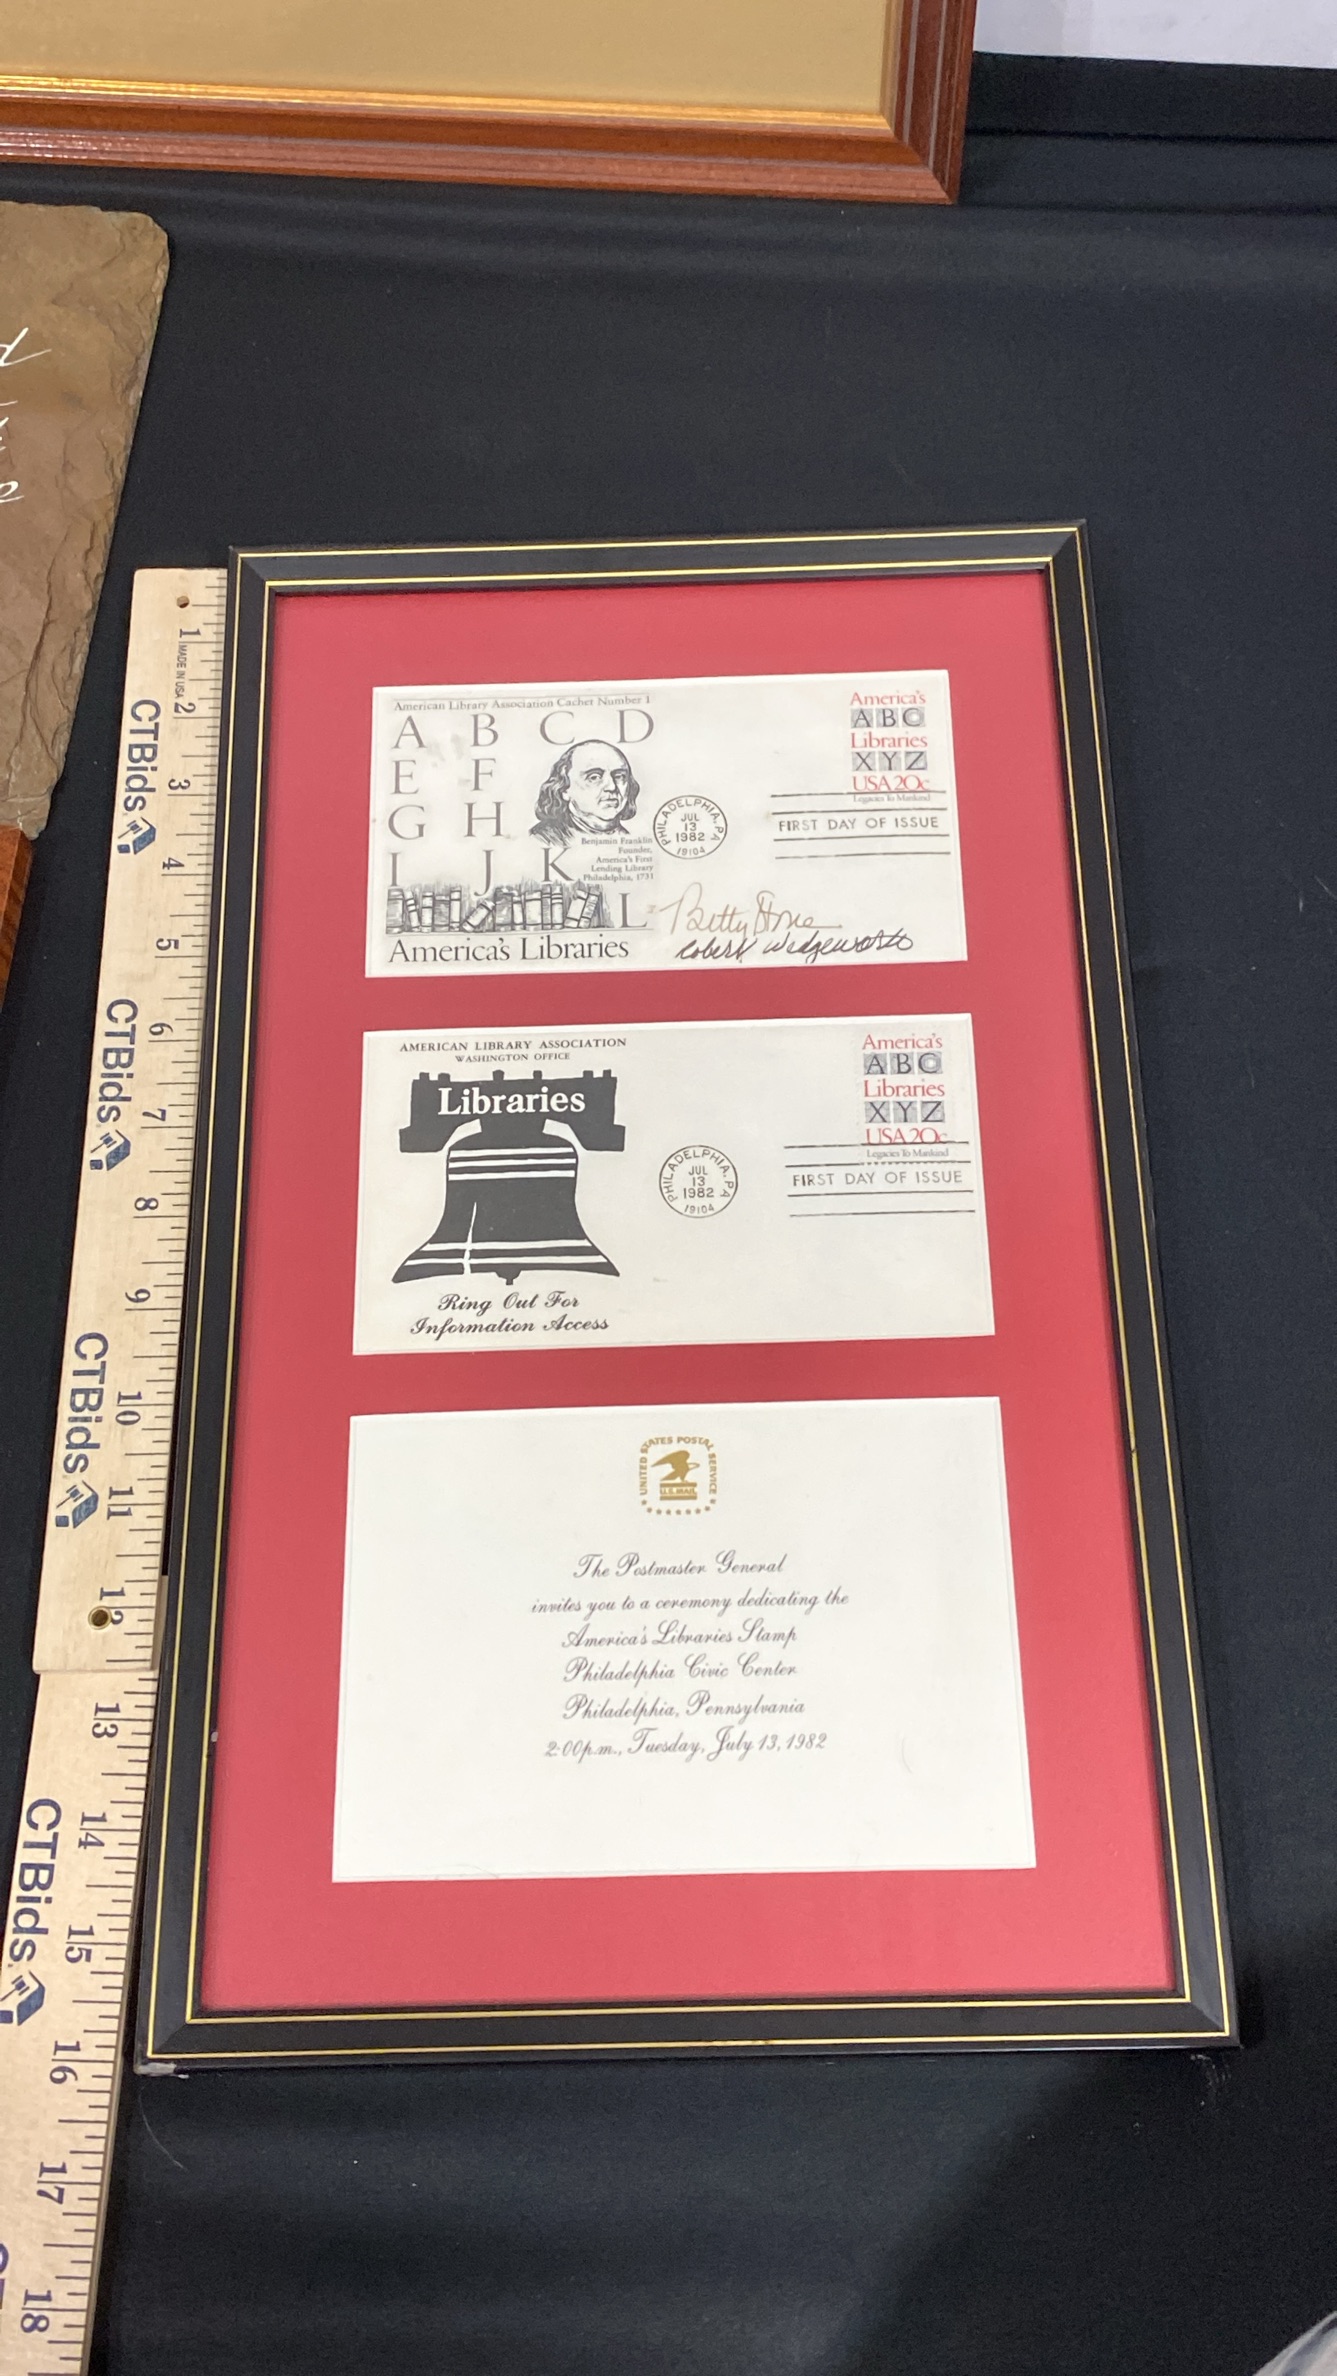 American Library Association Cachet Number 1
A B C D
E F
G H
I J K
L
Benjamin Franklin
Founder,
America's First
Lending Library
Philadelphia, 1731
America's Libraries
PHILADELPHIA, PA
JUL
13
1982
19104
America's
ABC
Libraries
XYZ
USA 20c
Legacies To Mankind
FIRST DAY OF ISSUE
Betty Stone
Robert Wedgeworth
AMERICAN LIBRARY ASSOCIATION
WASHINGTON OFFICE
Libraries
Ring Out For
Information Access
PHILADELPHIA, PA
JUL
13
1982
19104
America's
ABC
Libraries
XYZ
USA 20c
Legacies To Mankind
FIRST DAY OF ISSUE
UNITED STATES POSTAL SERVICE
U.S. MAIL
The Postmaster General
invites you to a ceremony dedicating the
America's Libraries Stamp
Philadelphia Civic Center
Philadelphia, Pennsylvania
2:00 p.m., Tuesday, July 13, 1982
1 2 3 4 5 6 7 8 9 10 11 12 13 14 15 16 17 18
MADE IN USA
CTBids
CTBids
CTBids
CTBids